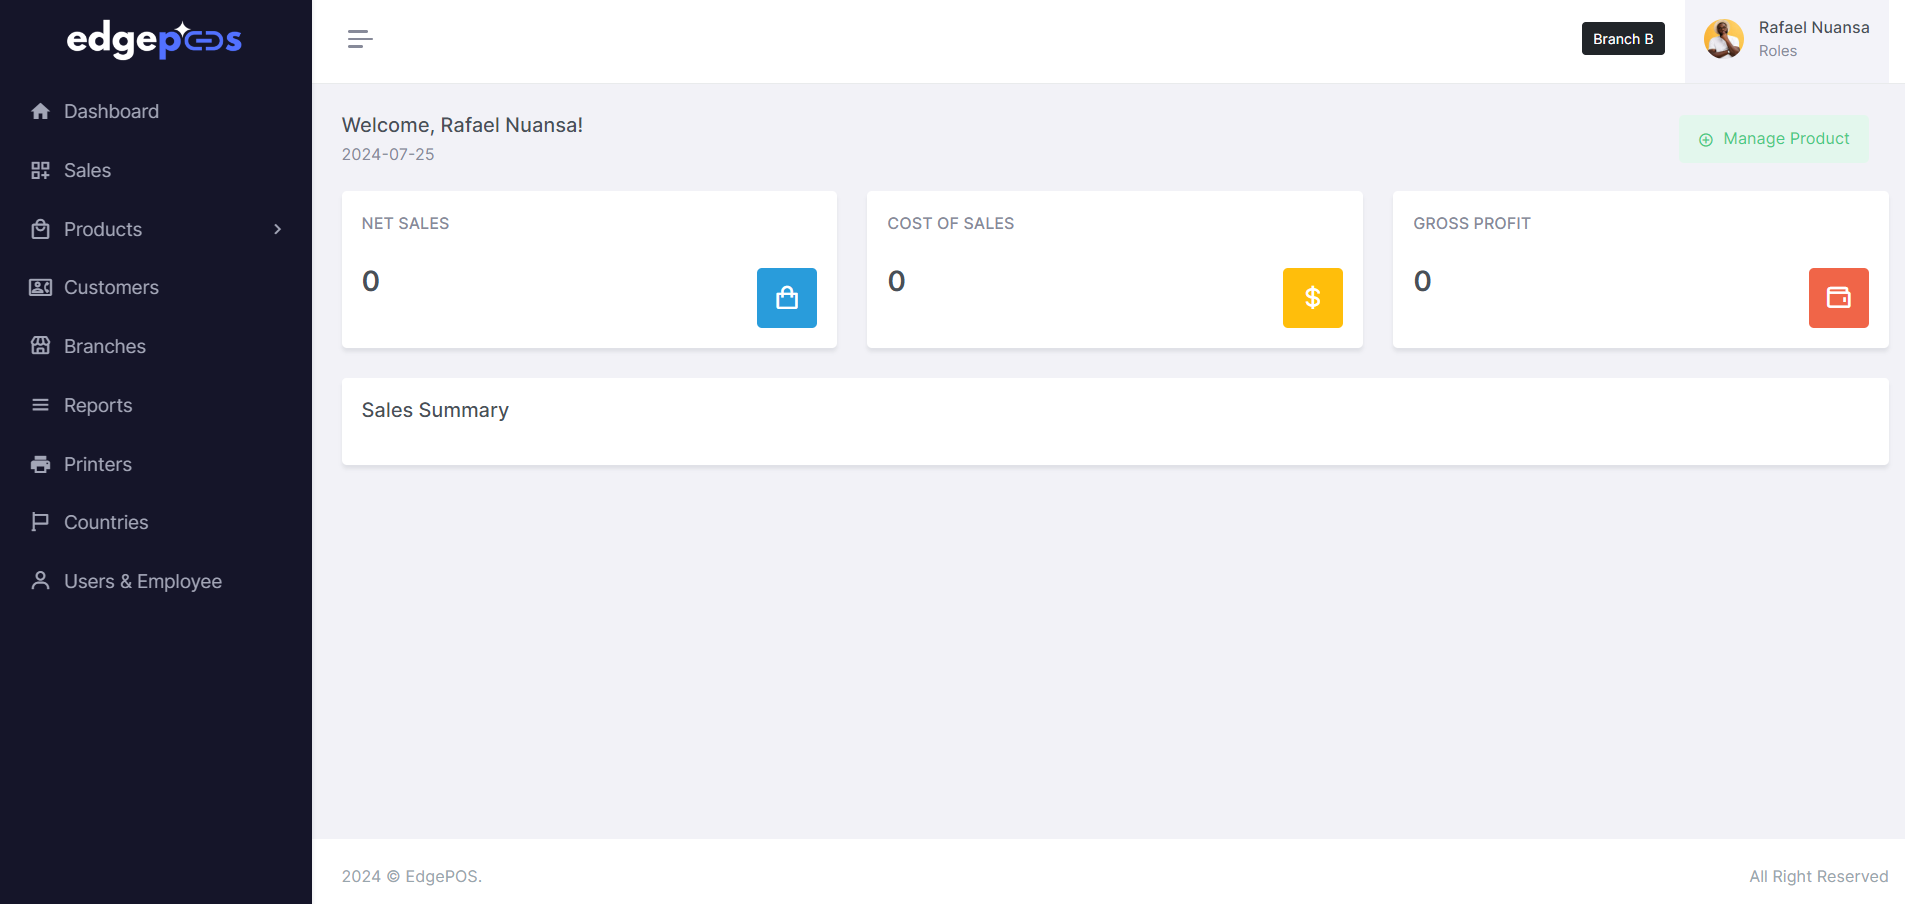 edgepos
Dashboard
Sales
Products
Customers
Branches
Reports
Printers
Countries
Users & Employee
Branch B
Rafael Nuansa
Roles
Welcome, Rafael Nuansa!
2024-07-25
Manage Product
NET SALES
0
COST OF SALES
0
GROSS PROFIT
0
Sales Summary
2024 © EdgePOS.
All Right Reserved